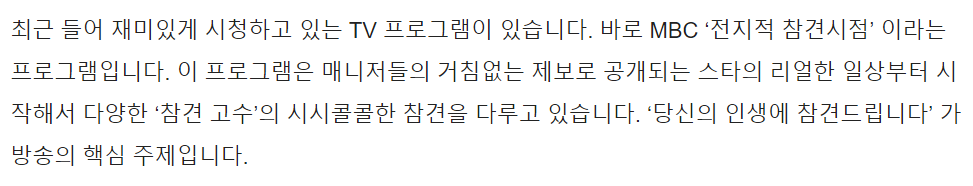 최근 들어 재미있게 시청하고 있는 TV 프로그램이 있습니다. 바로 MBC ‘전지적 참견시점’ 이라는
프로그램입니다. 이 프로그램은 매니저들의 거침없는 제보로 공개되는 스타의 리얼한 일상부터 시
작해서 다양한 ‘참견 고수’의 시시콜콜한 참견을 다루고 있습니다. ‘당신의 인생에 참견드립니다’ 가
방송의 핵심 주제입니다.